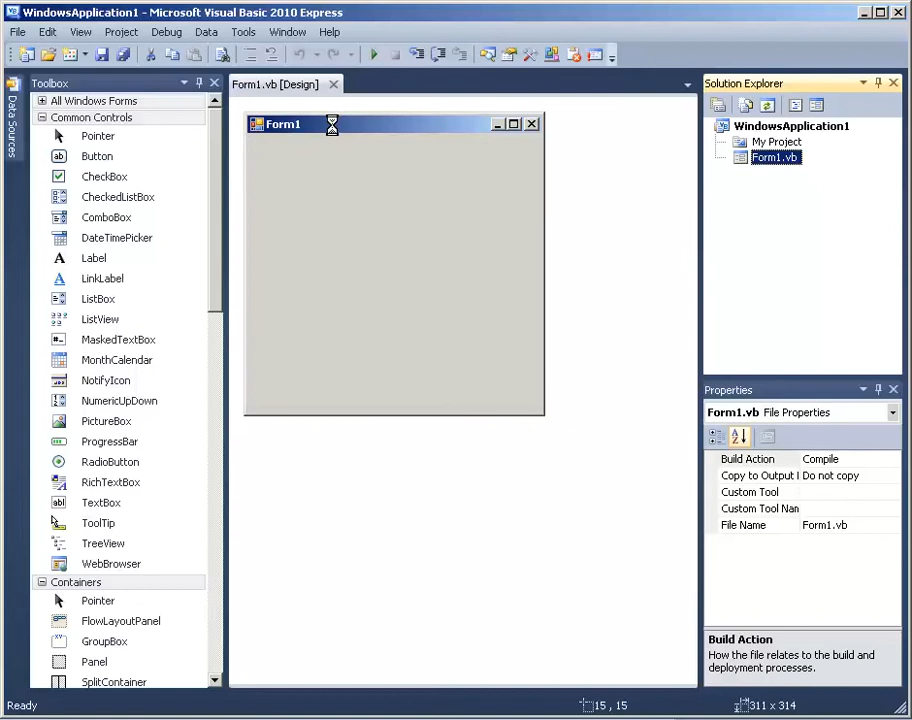 WindowsApplication1 - Microsoft Visual Basic 2010 Express
File Edit View Project Debug Data Tools Window Help
Data Sources
Toolbox
All Windows Forms
Common Controls
Pointer
Button
CheckBox
CheckedListBox
ComboBox
DateTimePicker
Label
LinkLabel
ListBox
ListView
MaskedTextBox
MonthCalendar
NotifyIcon
NumericUpDown
PictureBox
ProgressBar
RadioButton
RichTextBox
TextBox
ToolTip
TreeView
WebBrowser
Containers
Pointer
FlowLayoutPanel
GroupBox
Panel
SplitContainer
Form1.vb [Design]
Form1
Solution Explorer
WindowsApplication1
My Project
Form1.vb
Properties
Form1.vb File Properties
Build Action Compile
Copy to Output I Do not copy
Custom Tool
Custom Tool Nan
File Name Form1.vb
Build Action
How the file relates to the build and
deployment processes.
Ready 15 , 15 311 x 314